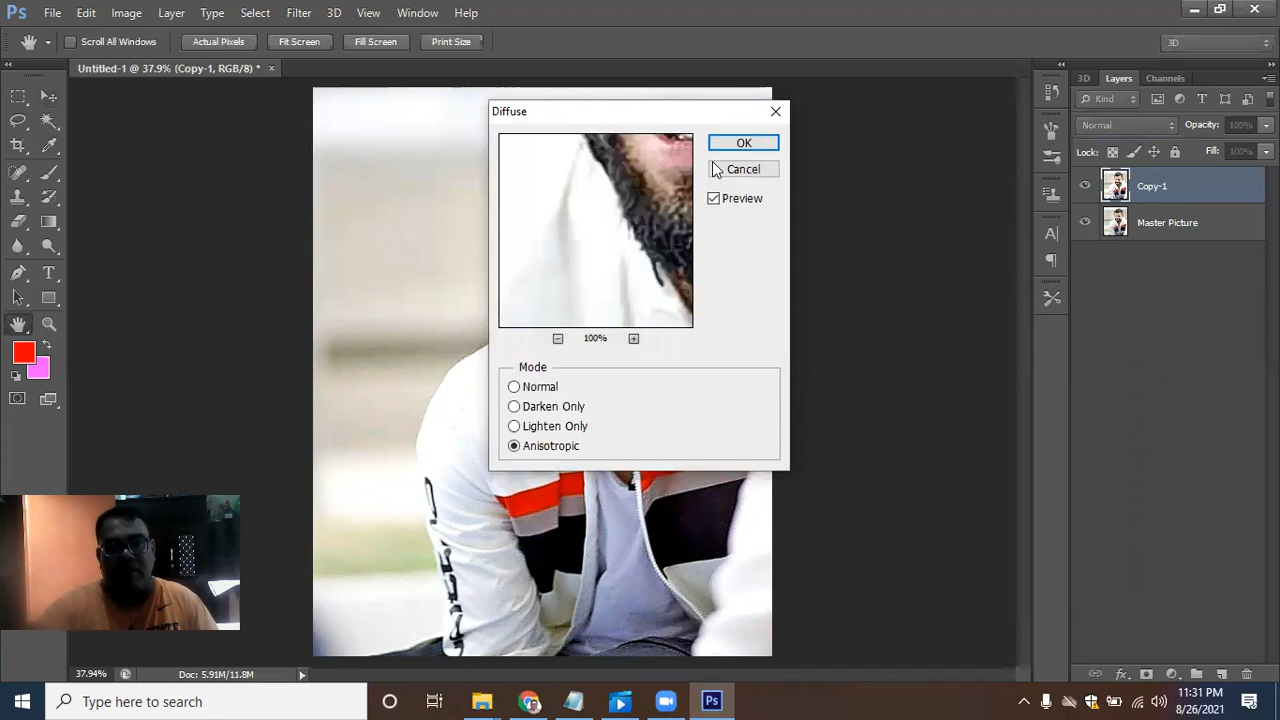 Ps File Edit Image Layer Type Select Filter 3D View Window Help
Scroll All Windows Actual Pixels Fit Screen Fill Screen Print Size 3D
Untitled-1 @ 37.9% (Copy-1, RGB/8) * ×
3D Layers Channels
Kind
Normal Opacity: 100%
Lock: Fill: 100%
Copy-1
Master Picture
Diffuse
OK
Cancel
Preview
100%
Mode
Normal
Darken Only
Lighten Only
Anisotropic
37.94% Doc: 5.91M/11.8M
Type here to search
Ps
11:31 PM
8/26/2021